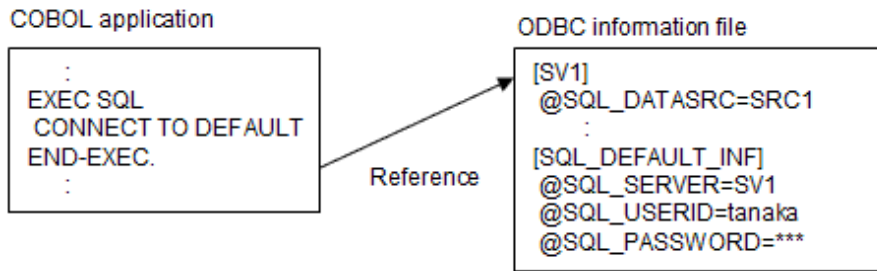 COBOL application
:
EXEC SQL
CONNECT TO DEFAULT
END-EXEC.
:
Reference
ODBC information file
[SV1]
@SQL_DATASRC=SRC1
:
[SQL_DEFAULT_INF]
@SQL_SERVER=SV1
@SQL_USERID=tanaka
@SQL_PASSWORD=***